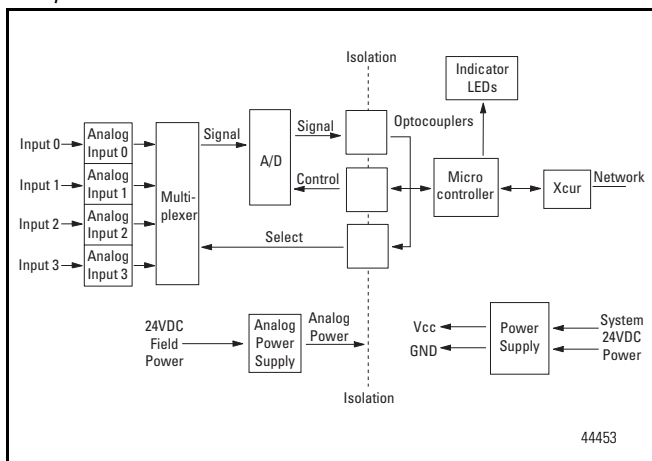 Isolation
Indicator
LEDs
Optocouplers
Input 0
Analog
Input 0
Input 1
Analog
Input 1
Input 2
Analog
Input 2
Input 3
Analog
Input 3
Multi-
plexer
Signal
A/D
Signal
Control
Select
Micro
controller
Xcur
Network
24VDC
Field
Power
Analog
Power
Supply
Analog
Power
Isolation
Vcc
GND
Power
Supply
System
24VDC
Power
44453